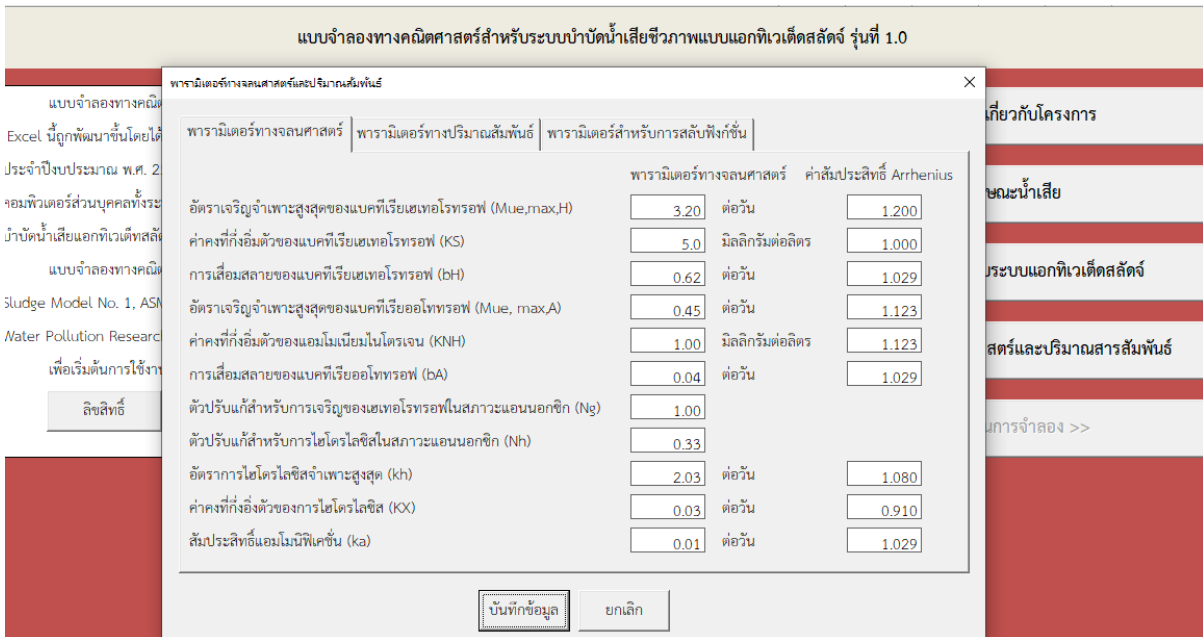 แบบจำลองทางคณิตศาสตร์สำหรับระบบบำบัดน้ำเสียชีวภาพแบบแอกทิเวเต็ดสลัดจ์ รุ่นที่ 1.0
พารามิเตอร์ทางจลนศาสตร์และปริมาณสัมพันธ์
พารามิเตอร์ทางจลนศาสตร์ พารามิเตอร์ทางปริมาณสัมพันธ์ พารามิเตอร์สำหรับการสลับฟังก์ชั่น
พารามิเตอร์ทางจลนศาสตร์ ค่าสัมประสิทธิ์ Arrhenius
อัตราเจริญจำเพาะสูงสุดของแบคทีเรียเฮเทอโรทรอฟ (Mue,max,H) 3.20 ต่อวัน 1.200
ค่าคงที่กึ่งอิ่มตัวของแบคทีเรียเฮเทอโรทรอฟ (KS) 5.0 มิลลิกรัมต่อลิตร 1.000
การเสื่อมสลายของแบคทีเรียเฮเทอโรทรอฟ (bH) 0.62 ต่อวัน 1.029
อัตราเจริญจำเพาะสูงสุดของแบคทีเรียออโททรอฟ (Mue, max,A) 0.45 ต่อวัน 1.123
ค่าคงที่กึ่งอิ่มตัวของแอมโมเนียมไนโตรเจน (KNH) 1.00 มิลลิกรัมต่อลิตร 1.123
การเสื่อมสลายของแบคทีเรียออโททรอฟ (bA) 0.04 ต่อวัน 1.029
ตัวปรับแก้สำหรับการเจริญของเฮเทอโรทรอฟในสภาวะแอนนอกซิก (Ng) 1.00
ตัวปรับแก้สำหรับการไฮโดรไลซิสในสภาวะแอนนอกซิก (Nh) 0.33
อัตราการไฮโดรไลซิสจำเพาะสูงสุด (kh) 2.03 ต่อวัน 1.080
ค่าคงที่กึ่งอิ่งตัวของการไฮโดรไลซิส (KX) 0.03 ต่อวัน 0.910
สัมประสิทธิ์แอมโมนิฟิเคชั่น (ka) 0.01 ต่อวัน 1.029
บันทึกข้อมูล ยกเลิก
แบบจำลองทางคณิต
Excel นี้ถูกพัฒนาขึ้นโดยได้
ประจำปีงบประมาณ พ.ศ. 2
คอมพิวเตอร์ส่วนบุคคลทั้งระ
บำบัดน้ำเสียแอกทิเวเต็ทสลัด
แบบจำลองทางคณิต
Sludge Model No. 1, ASM
Water Pollution Researc
เพื่อเริ่มต้นการใช้งาน
ลิขสิทธิ์
เกี่ยวกับโครงการ
ษณะน้ำเสีย
ระบบแอกทิเวเต็ดสลัดจ์
สตร์และปริมาณสารสัมพันธ์
นการจำลอง >>